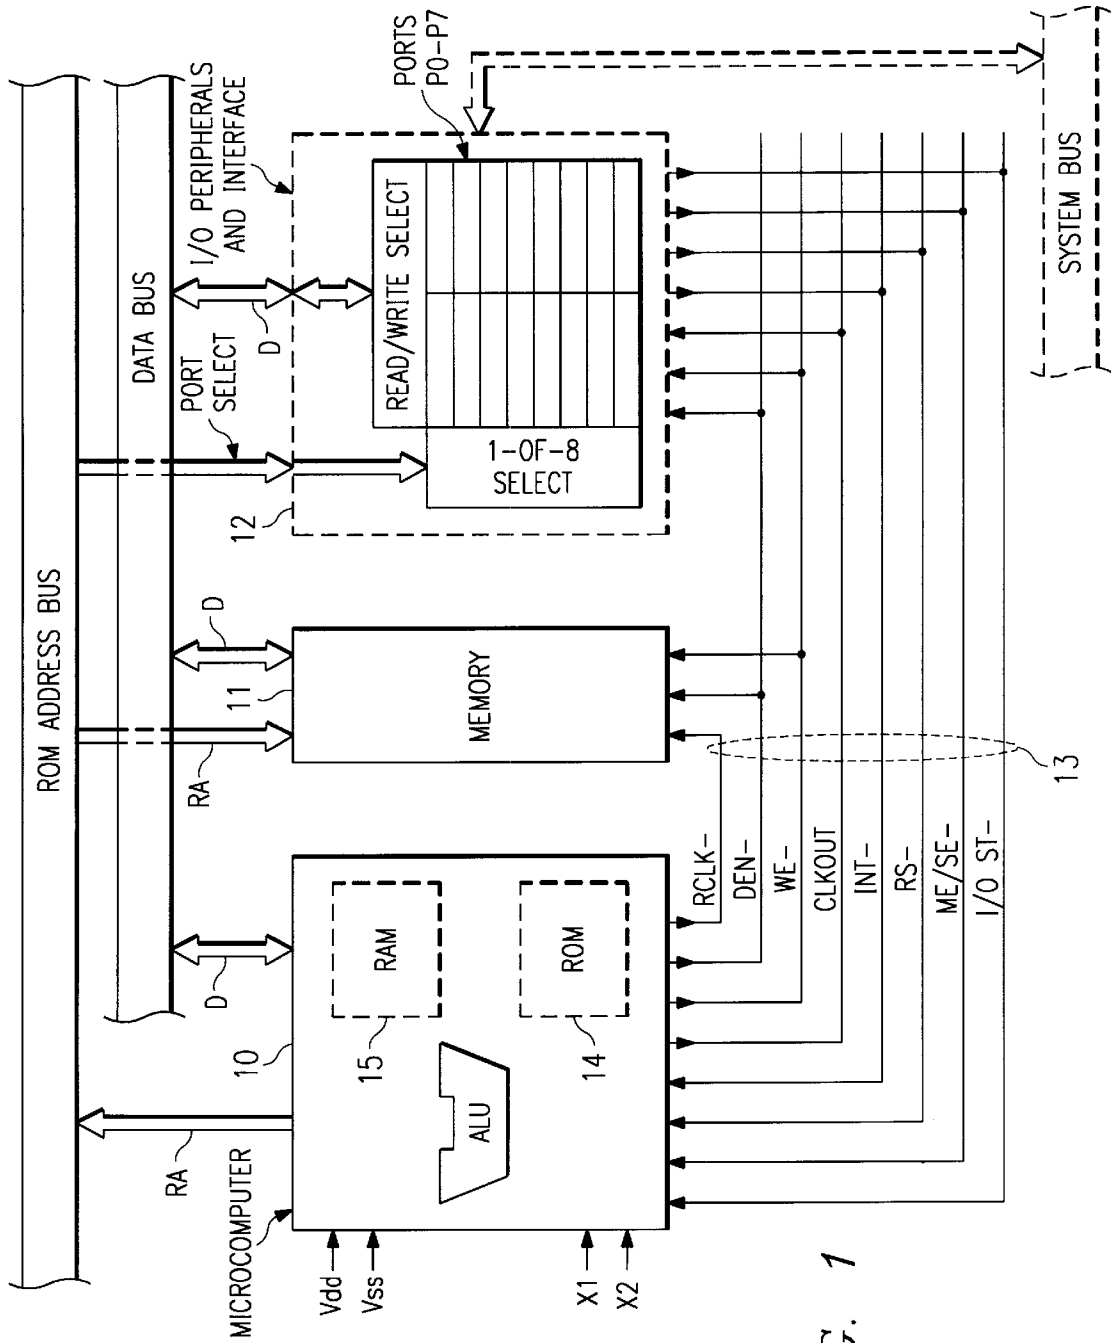 ROM ADDRESS BUS
DATA BUS
I/O PERIPHERALS
AND INTERFACE
PORT
SELECT
PORTS
P0-P7
RA
D
RA
D
D
MICROCOMPUTER
10
11
12
READ/WRITE SELECT
1-OF-8
SELECT
MEMORY
RAM
15
ALU
ROM
14
Vdd
Vss
X1
X2
RCLK-
DEN-
WE-
CLKOUT
INT-
RS-
ME/SE-
I/O ST-
13
SYSTEM BUS
1